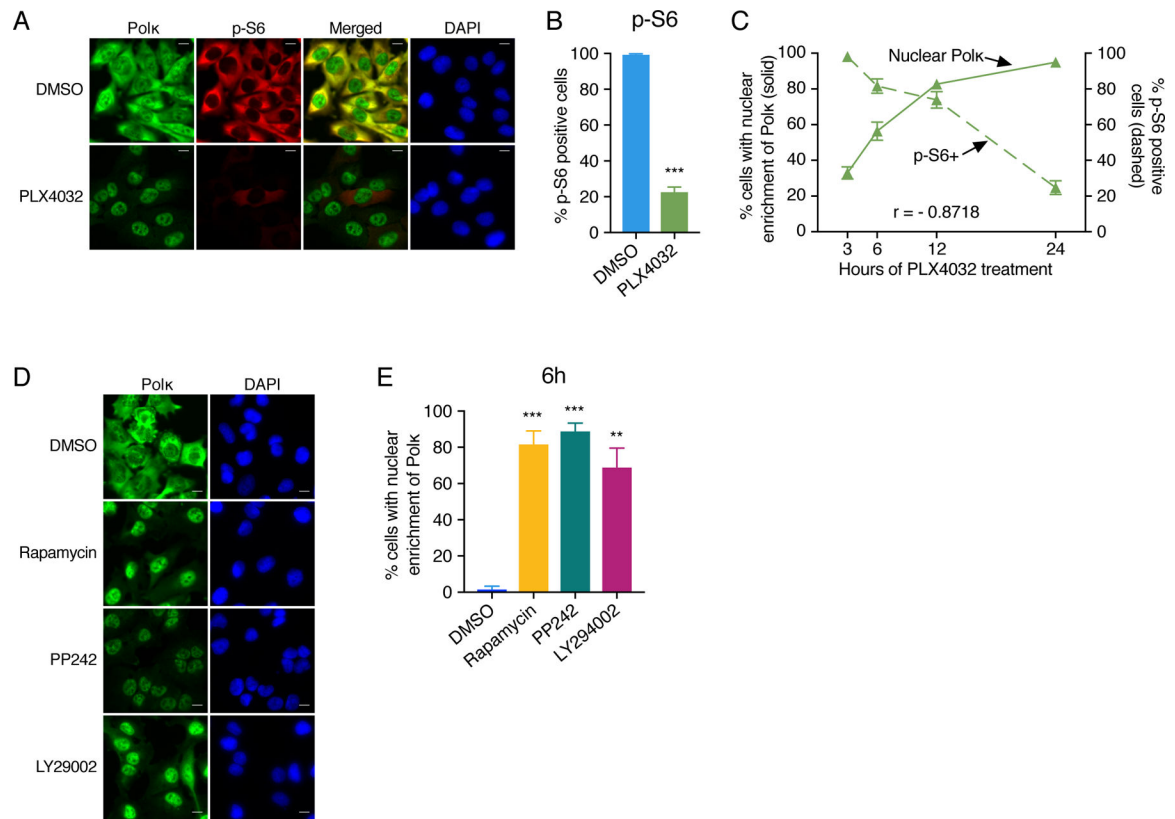 A
Polκ
p-S6
Merged
DAPI
DMSO
PLX4032
B
p-S6
% p-S6 positive cells
100
80
60
40
20
0
***
DMSO
PLX4032
C
% cells with nuclear
enrichment of Polκ (solid)
100
80
60
40
20
0
Nuclear Polκ
p-S6+
r = - 0.8718
3
6
12
24
Hours of PLX4032 treatment
100
80
60
40
20
0
% p-S6 positive
cells (dashed)
D
Polκ
DAPI
DMSO
Rapamycin
PP242
LY29002
E
6h
% cells with nuclear
enrichment of Polκ
100
80
60
40
20
0
***
***
**
DMSO
Rapamycin
PP242
LY294002